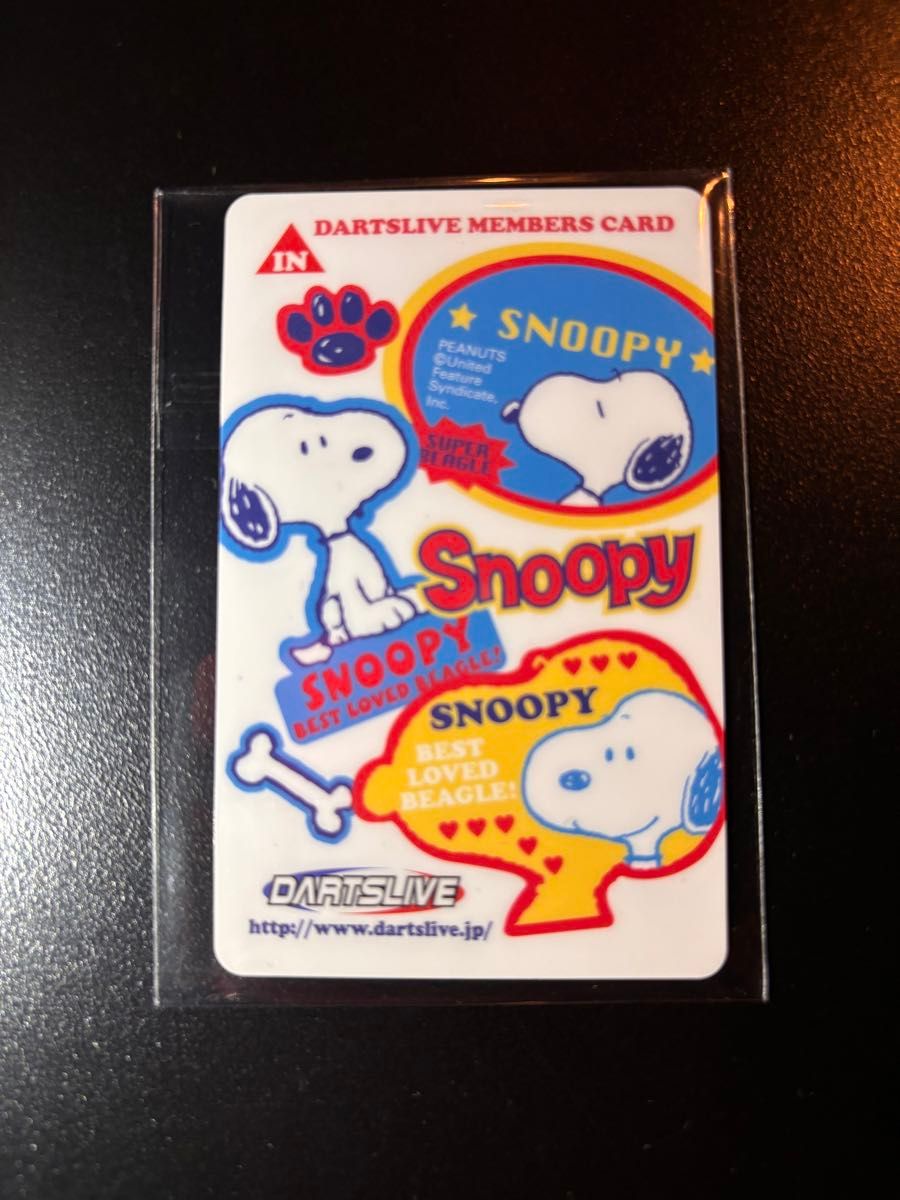 DARTSLIVE MEMBERS CARD
IN
SNOOPY
PEANUTS
©United
Feature
Syndicate,
Inc.
SUPER
BEAGLE
Snoopy
SNOOPY
BEST LOVED BEAGLE!
SNOOPY
BEST
LOVED
BEAGLE!
DARTSLIVE
http://www.dartslive.jp/